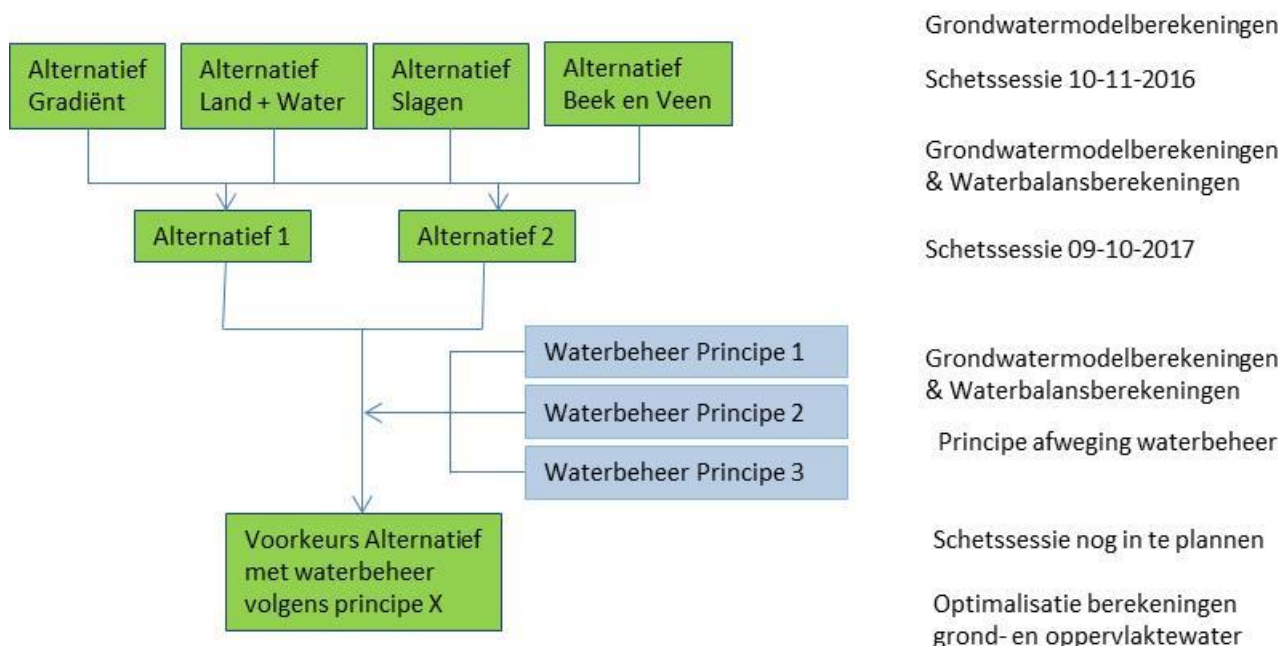 Grondwatermodelberekeningen
Alternatief
Gradiënt
Alternatief
Land + Water
Alternatief
Slagen
Alternatief
Beek en Veen
Schetssessie 10-11-2016
Grondwatermodelberekeningen
& Waterbalansberekeningen
Alternatief 1
Alternatief 2
Schetssessie 09-10-2017
Waterbeheer Principe 1
Waterbeheer Principe 2
Waterbeheer Principe 3
Grondwatermodelberekeningen
& Waterbalansberekeningen
Principe afweging waterbeheer
Voorkeurs Alternatief
met waterbeheer
volgens principe X
Schetssessie nog in te plannen
Optimalisatie berekeningen
grond- en oppervlaktewater